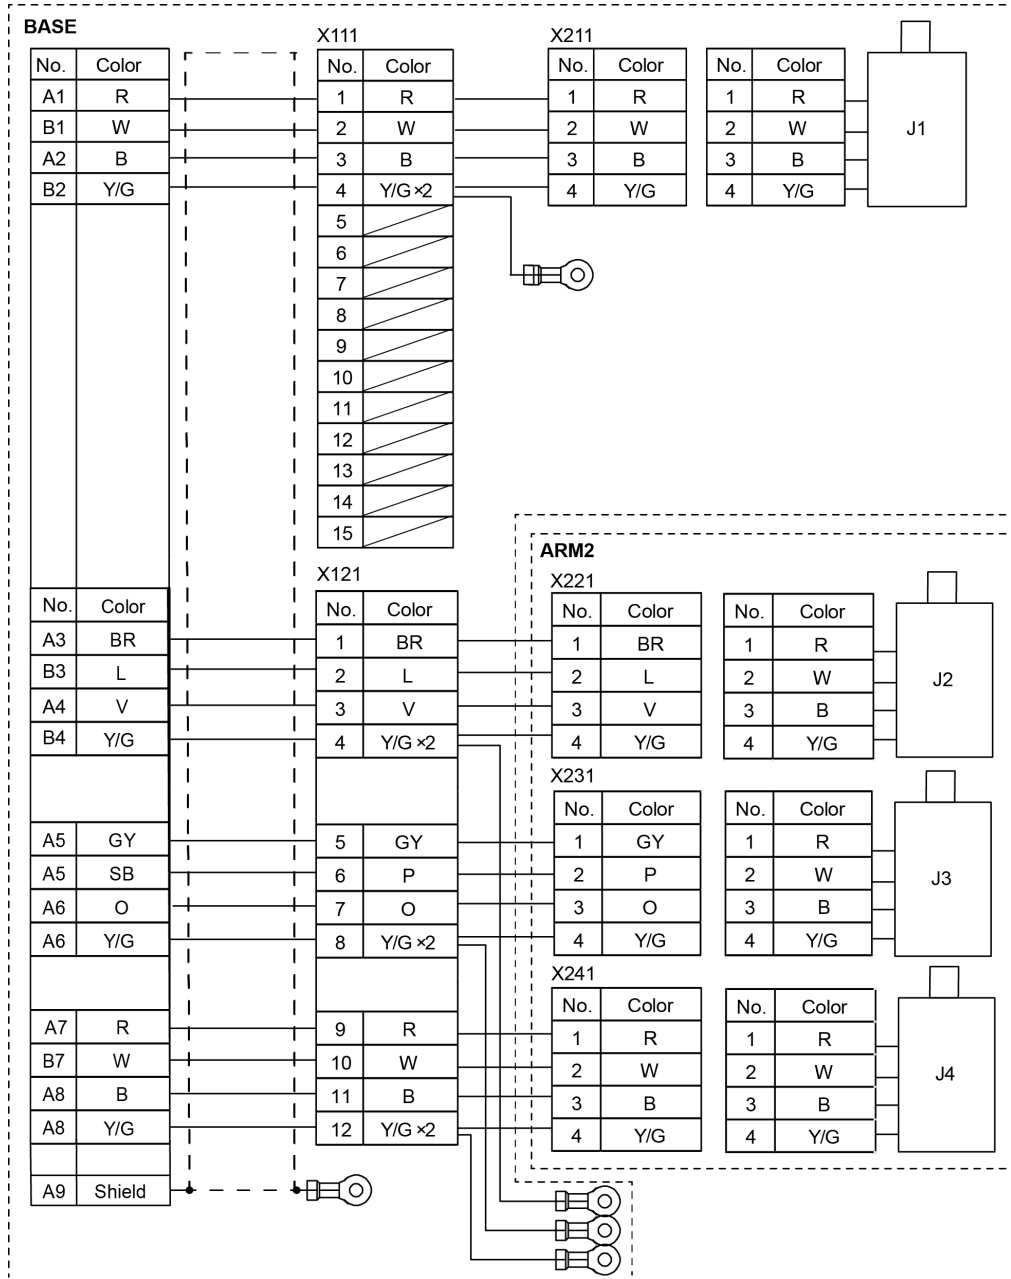 BASE
No. Color
A1 R
B1 W
A2 B
B2 Y/G
X111
No. Color
1 R
2 W
3 B
4 Y/G ×2
5
6
7
8
9
10
11
12
13
14
15
X211
No. Color
1 R
2 W
3 B
4 Y/G
No. Color
1 R
2 W
3 B
4 Y/G
J1
No. Color
A3 BR
B3 L
A4 V
B4 Y/G
A5 GY
A5 SB
A6 O
A6 Y/G
A7 R
B7 W
A8 B
A8 Y/G
A9 Shield
X121
No. Color
1 BR
2 L
3 V
4 Y/G ×2
5 GY
6 P
7 O
8 Y/G ×2
9 R
10 W
11 B
12 Y/G ×2
ARM2
X221
No. Color
1 BR
2 L
3 V
4 Y/G
No. Color
1 R
2 W
3 B
4 Y/G
J2
X231
No. Color
1 GY
2 P
3 O
4 Y/G
No. Color
1 R
2 W
3 B
4 Y/G
J3
X241
No. Color
1 R
2 W
3 B
4 Y/G
No. Color
1 R
2 W
3 B
4 Y/G
J4